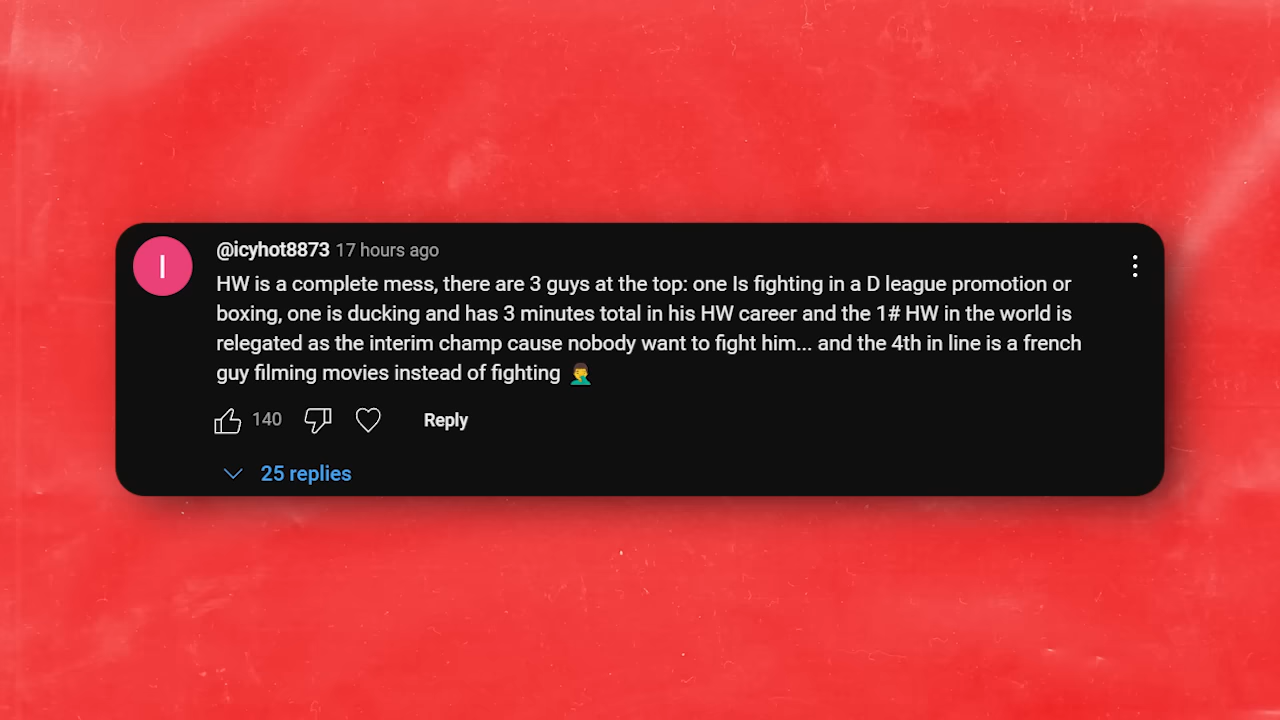 I
@icyhot8873 17 hours ago
HW is a complete mess, there are 3 guys at the top: one Is fighting in a D league promotion or
boxing, one is ducking and has 3 minutes total in his HW career and the 1# HW in the world is
relegated as the interim champ cause nobody want to fight him... and the 4th in line is a french
guy filming movies instead of fighting 🤦‍♂️
140 Reply
25 replies